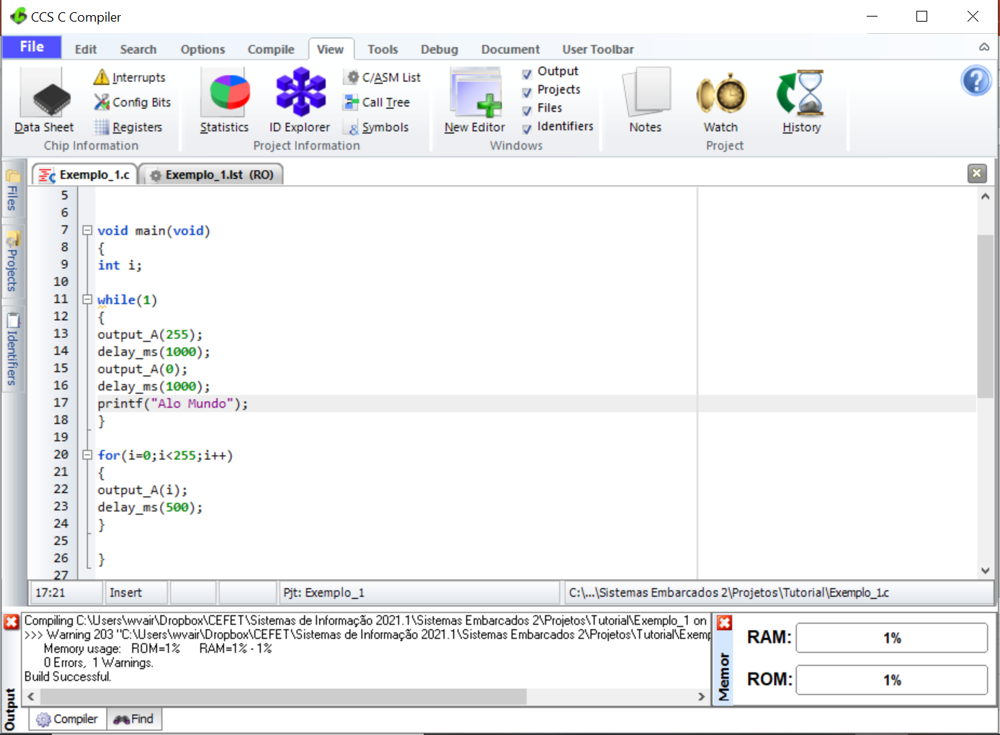 CCS C Compiler
File Edit Search Options Compile View Tools Debug Document User Toolbar
Data Sheet
Interrupts
Config Bits
Registers
Chip Information
Statistics
ID Explorer
C/ASM List
Call Tree
Symbols
Project Information
New Editor
Output
Projects
Files
Identifiers
Windows
Notes
Watch
History
Project
Files
Projects
Identifiers
Exemplo_1.c Exemplo_1.lst (RO)
5
6
7 void main(void)
8 {
9 int i;
10
11 while(1)
12 {
13 output_A(255);
14 delay_ms(1000);
15 output_A(0);
16 delay_ms(1000);
17 printf("Alo Mundo");
18 }
19
20 for(i=0;i<255;i++)
21 {
22 output_A(i);
23 delay_ms(500);
24 }
25
26 }
27
17:21 Insert Pjt: Exemplo_1 C:\...\Sistemas Embarcados 2\Projetos\Tutorial\Exemplo_1.c
Output
Compiling C:\Users\wvair\Dropbox\CEFET\Sistemas de Informação 2021.1\Sistemas Embarcados 2\Projetos\Tutorial\Exemplo_1 on
>>> Warning 203 "C:\Users\wvair\Dropbox\CEFET\Sistemas de Informação 2021.1\Sistemas Embarcados 2\Projetos\Tutorial\Exemp
Memory usage: ROM=1% RAM=1% - 1%
0 Errors, 1 Warnings.
Build Successful.
Compiler Find
Memor
RAM: 1%
ROM: 1%